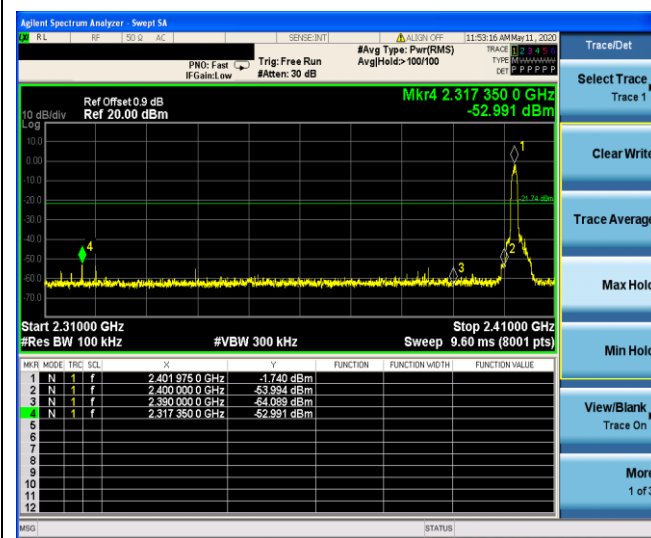 Agilent Spectrum Analyzer - Swept SA
RL RF 50 Ω AC SENSE:INT ALIGN OFF 11:53:16 AM May 11, 2020
#Avg Type: Pwr(RMS) TRACE 1 2 3 4 5 6
PNO: Fast Trig: Free Run Avg|Hold:> 100/100 TYPE M
IFGain:Low #Atten: 30 dB DET P P P P P P
Mkr4 2.317 350 0 GHz
-52.991 dBm
Ref Offset 0.9 dB
10 dB/div Ref 20.00 dBm
Log
10.0
0.00
-10.0
-20.0
-30.0
-40.0
-50.0
-60.0
-70.0
1
-21.74 dBm
4
2
3
Start 2.31000 GHz Stop 2.41000 GHz
#Res BW 100 kHz #VBW 300 kHz Sweep 9.60 ms (8001 pts)
MKR MODE TRC SCL X Y FUNCTION FUNCTION WIDTH FUNCTION VALUE
1 N 1 f 2.401 975 0 GHz -1.740 dBm
2 N 1 f 2.400 000 0 GHz -53.994 dBm
3 N 1 f 2.390 000 0 GHz -64.089 dBm
4 N 1 f 2.317 350 0 GHz -52.991 dBm
5
6
7
8
9
10
11
12
MSG STATUS
Trace/Det
Select Trace
Trace 1
Clear Write
Trace Average
Max Hold
Min Hold
View/Blank
Trace On
More
1 of 3